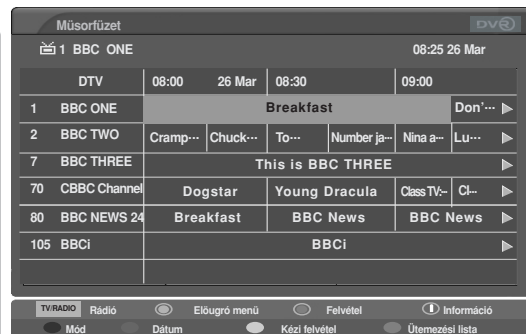 Műsorfüzet DVR
1 BBC ONE 08:25 26 Mar
DTV 08:00 26 Mar 08:30 09:00
1 BBC ONE Breakfast Don'···
2 BBC TWO Cramp··· Chuck··· To··· Number ja··· Nina a··· Lu···
7 BBC THREE This is BBC THREE
70 CBBC Channel Dogstar Young Dracula Class TV:·· Cl···
80 BBC NEWS 24 Breakfast BBC News BBC News
105 BBCi BBCi
TV/RADIO Rádió Előugró menü Felvétel Információ
Mód Dátum Kézi felvétel Ütemezési lista